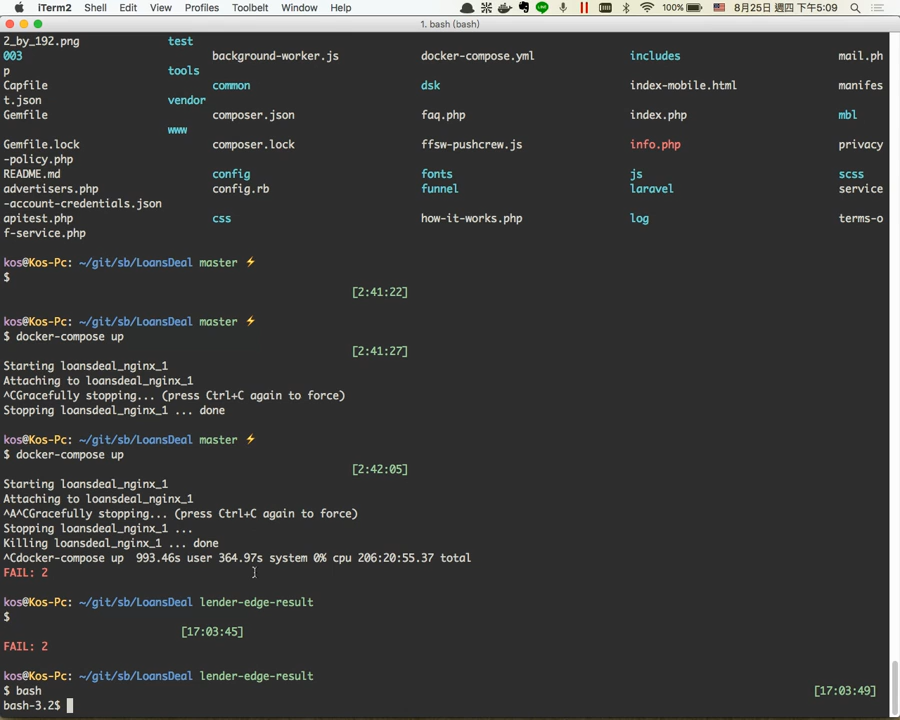 iTerm2 Shell Edit View Profiles Toolbelt Window Help 100% 8月25日 週四 下午5:09
1. bash (bash)
2_by_192.png test
003 background-worker.js docker-compose.yml includes mail.ph
p tools
Capfile common dsk index-mobile.html manifes
t.json vendor
Gemfile composer.json faq.php index.php mbl
www
Gemfile.lock composer.lock ffsw-pushcrew.js info.php privacy
-policy.php
README.md config fonts js scss
advertisers.php config.rb funnel laravel service
-account-credentials.json
apitest.php css how-it-works.php log terms-o
f-service.php
kos@Kos-Pc: ~/git/sb/LoansDeal master ⚡
$
[2:41:22]
kos@Kos-Pc: ~/git/sb/LoansDeal master ⚡
$ docker-compose up
[2:41:27]
Starting loansdeal_nginx_1
Attaching to loansdeal_nginx_1
^CGracefully stopping... (press Ctrl+C again to force)
Stopping loansdeal_nginx_1 ... done
kos@Kos-Pc: ~/git/sb/LoansDeal master ⚡
$ docker-compose up
[2:42:05]
Starting loansdeal_nginx_1
Attaching to loansdeal_nginx_1
^A^CGracefully stopping... (press Ctrl+C again to force)
Stopping loansdeal_nginx_1 ...
Killing loansdeal_nginx_1 ... done
^Cdocker-compose up 993.46s user 364.97s system 0% cpu 206:20:55.37 total
FAIL: 2
kos@Kos-Pc: ~/git/sb/LoansDeal lender-edge-result
$
[17:03:45]
FAIL: 2
kos@Kos-Pc: ~/git/sb/LoansDeal lender-edge-result
$ bash [17:03:49]
bash-3.2$